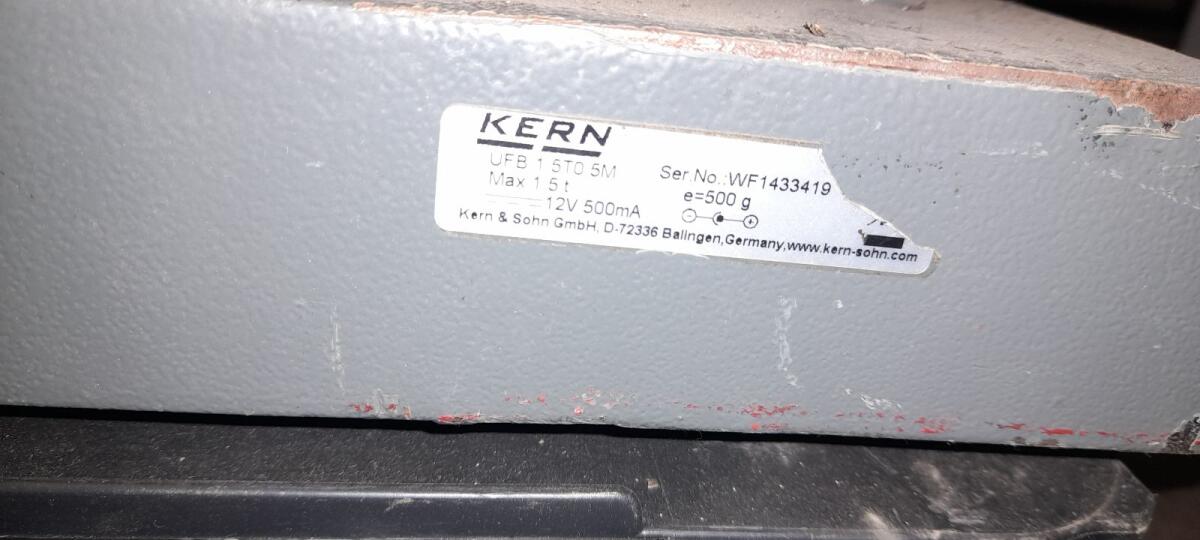 KERN
UFB 1.5T0.5M
Max 1.5 t
12V 500mA
Ser.No.:WF1433419
e=500 g
Kern & Sohn GmbH, D-72336 Balingen,Germany,www.kern-sohn.com